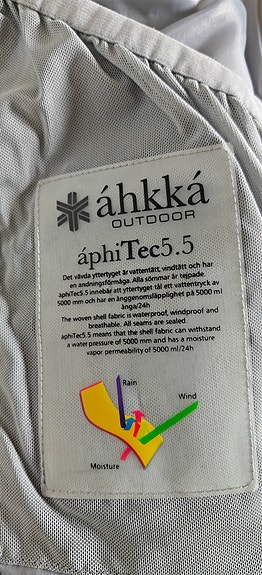 áhkká
OUTDOOR
áphiTec5.5
Det vävda yttertyget är vattentätt, vindtätt och har
en andningsförmåga. Alla sömmar är tejpade.
áphiTec5.5 innebär att yttertyget tål ett vattentryck av
5000 mm och har en ånggenomsläpplighet på 5000 ml
ånga/24h
The woven shell fabric is waterproof, windproof and
breathable. All seams are sealed
áphiTec5.5 means that the shell fabric can withstand
a water pressure of 5000 mm and has a moisture
vapor permeability of 5000 ml/24h
Rain
Wind
Moisture